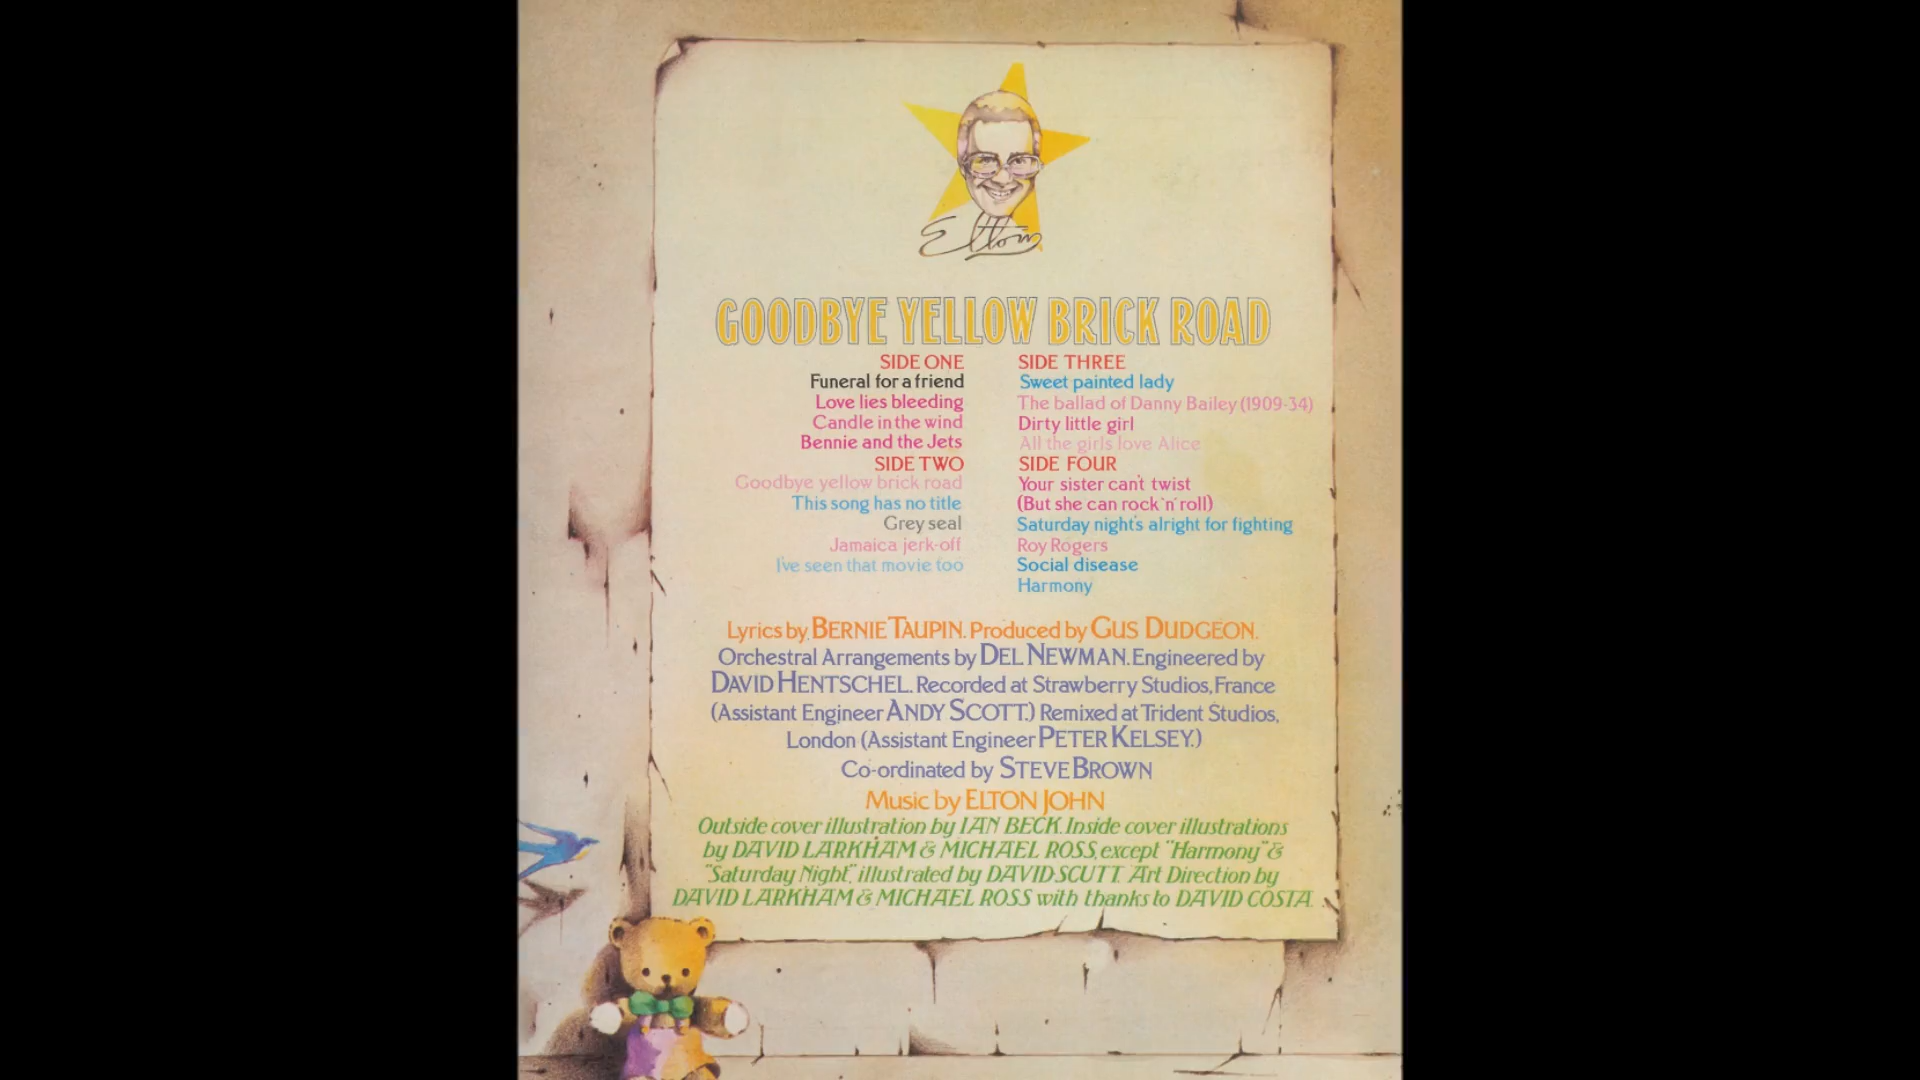 Elton
GOODBYE YELLOW BRICK ROAD
SIDE ONE
Funeral for a friend
Love lies bleeding
Candle in the wind
Bennie and the Jets
SIDE TWO
Goodbye yellow brick road
This song has no title
Grey seal
Jamaica jerk-off
I've seen that movie too
SIDE THREE
Sweet painted lady
The ballad of Danny Bailey (1909-34)
Dirty little girl
All the girls love Alice
SIDE FOUR
Your sister can't twist
(But she can rock 'n' roll)
Saturday night's alright for fighting
Roy Rogers
Social disease
Harmony
Lyrics by BERNIE TAUPIN. Produced by GUS DUDGEON.
Orchestral Arrangements by DEL NEWMAN. Engineered by
DAVID HENTSCHEL. Recorded at Strawberry Studios, France
(Assistant Engineer ANDY SCOTT.) Remixed at Trident Studios,
London (Assistant Engineer PETER KELSEY.)
Co-ordinated by STEVE BROWN
Music by ELTON JOHN
Outside cover illustration by IAN BECK. Inside cover illustrations
by DAVID LARKHAM & MICHAEL ROSS, except "Harmony" &
"Saturday Night", illustrated by DAVID SCUTT. Art Direction by
DAVID LARKHAM & MICHAEL ROSS with thanks to DAVID COSTA.